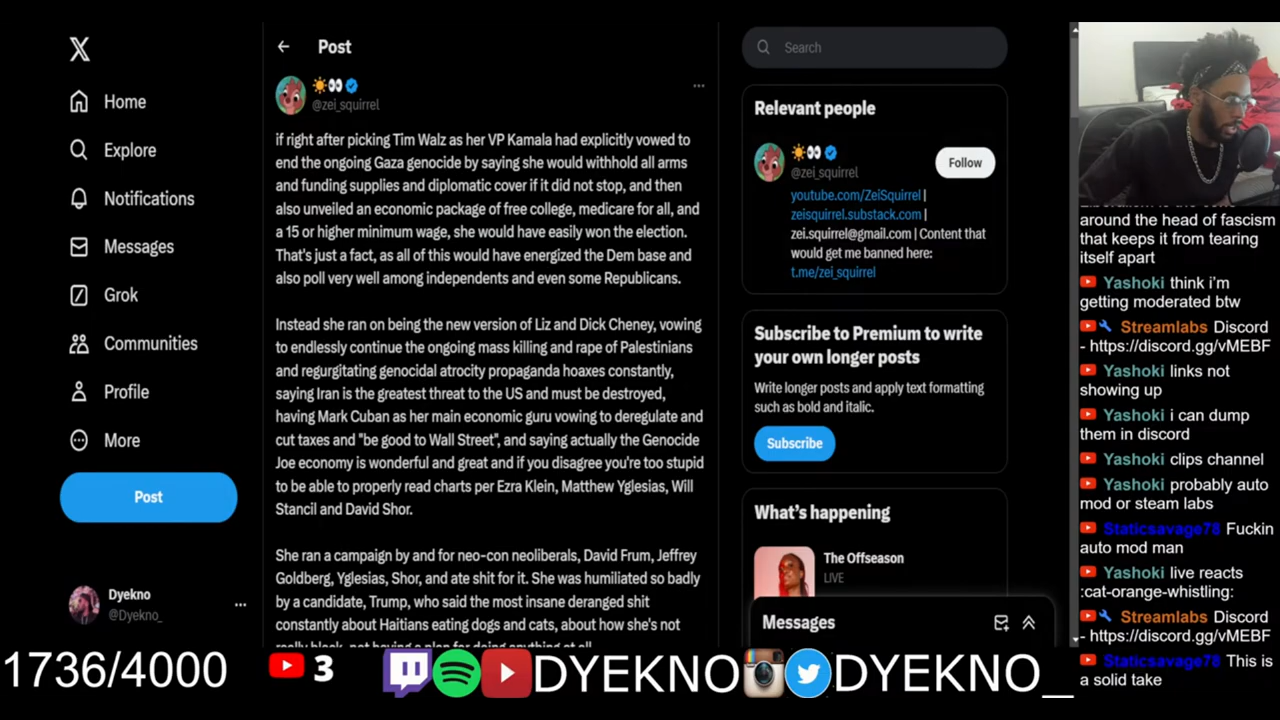 Home
Explore
Notifications
Messages
Grok
Communities
Profile
More
Post
Dyekno
@Dyekno_
Post
@zei_squirrel
if right after picking Tim Walz as her VP Kamala had explicitly vowed to
end the ongoing Gaza genocide by saying she would withhold all arms
and funding supplies and diplomatic cover if it did not stop, and then
also unveiled an economic package of free college, medicare for all, and
a 15 or higher minimum wage, she would have easily won the election.
That's just a fact, as all of this would have energized the Dem base and
also poll very well among independents and even some Republicans.
Instead she ran on being the new version of Liz and Dick Cheney, vowing
to endlessly continue the ongoing mass killing and rape of Palestinians
and regurgitating genocidal atrocity propaganda hoaxes constantly,
saying Iran is the greatest threat to the US and must be destroyed,
having Mark Cuban as her main economic guru vowing to deregulate and
cut taxes and "be good to Wall Street", and saying actually the Genocide
Joe economy is wonderful and great and if you disagree you're too stupid
to be able to properly read charts per Ezra Klein, Matthew Yglesias, Will
Stancil and David Shor.
She ran a campaign by and for neo-con neoliberals, David Frum, Jeffrey
Goldberg, Yglesias, Shor, and ate shit for it. She was humiliated so badly
by a candidate, Trump, who said the most insane deranged shit
constantly about Haitians eating dogs and cats, about how she's not
really black, not having a plan for doing anything at all
Search
Relevant people
@zei_squirrel
Follow
youtube.com/ZeiSquirrel |
zeisquirrel.substack.com |
zei.squirrel@gmail.com | Content that
would get me banned here:
t.me/zei_squirrel
Subscribe to Premium to write
your own longer posts
Write longer posts and apply text formatting
such as bold and italic.
Subscribe
What's happening
The Offseason
LIVE
Messages
Liberalism is the
around the head of fascism
that keeps it from tearing
itself apart
Yashoki think i'm
getting moderated btw
Streamlabs Discord
- https://discord.gg/vMEBF
Yashoki links not
showing up
Yashoki i can dump
them in discord
Yashoki clips channel
Yashoki probably auto
mod or steam labs
Staticsavage78 Fuckin
auto mod man
Yashoki live reacts
:cat-orange-whistling:
Streamlabs Discord
- https://discord.gg/vMEBF
Staticsavage78 This is
a solid take
1736/4000
3
DYEKNO
DYEKNO_